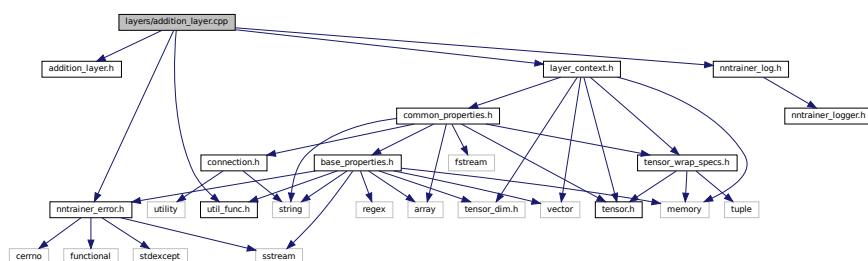 layers/addition_layer.cpp
addition_layer.h
layer_context.h
nntrainer_log.h
common_properties.h
nntrainer_logger.h
connection.h
base_properties.h
fstream
tensor_wrap_specs.h
nntrainer_error.h
utility
util_func.h
string
regex
array
tensor_dim.h
vector
tensor.h
memory
tuple
cerrno
functional
stdexcept
sstream